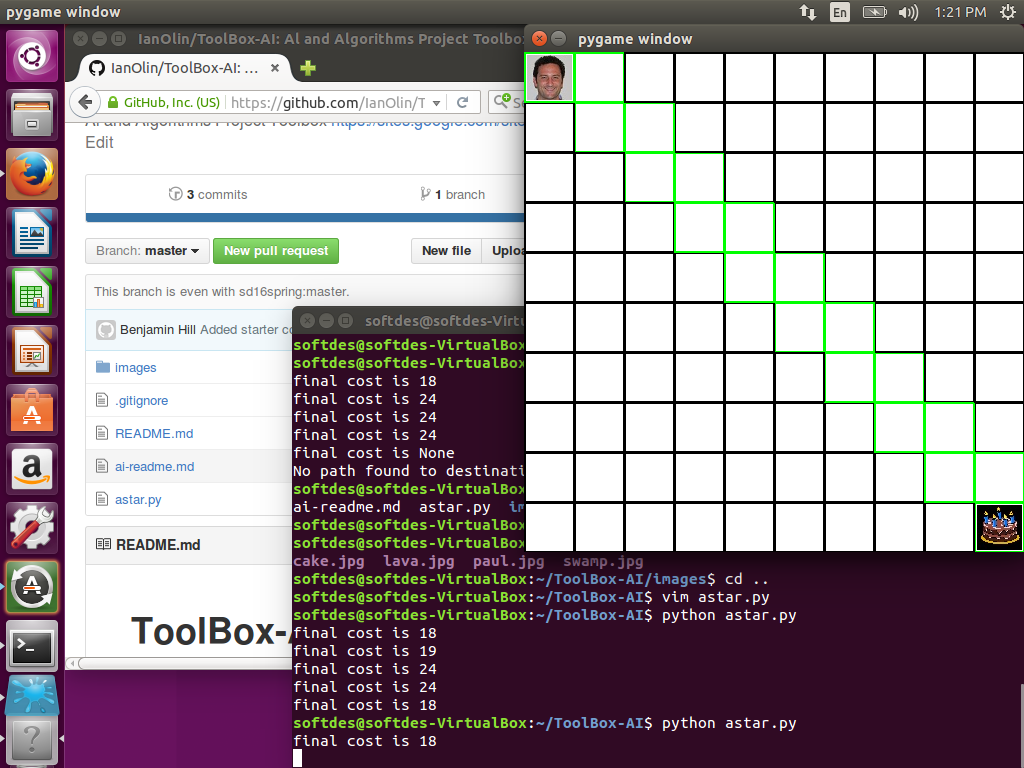 pygame window
En
1:21 PM
IanOlin/ToolBox-AI: AI and Algorithms Project Toolbo
IanOlin/ToolBox-AI: ...
GitHub, Inc. (US)
https://github.com/IanOlin/T
AI and Algorithms Project Toolbox https://sites.google.com/site
Edit
3 commits
1 branch
Branch: master
New pull request
New file
Uploa
This branch is even with sd16spring:master.
Benjamin Hill Added starter co
images
.gitignore
README.md
ai-readme.md
astar.py
README.md
ToolBox-A
pygame window
softdes@softdes-Virtu
softdes@softdes-VirtualBox
softdes@softdes-VirtualBox
final cost is 18
final cost is 24
final cost is 24
final cost is 24
final cost is None
No path found to destinati
softdes@softdes-VirtualBox
ai-readme.md astar.py im
softdes@softdes-VirtualBox
softdes@softdes-VirtualBox
cake.jpg lava.jpg paul.jpg swamp.jpg
softdes@softdes-VirtualBox:~/ToolBox-AI/images$ cd ..
softdes@softdes-VirtualBox:~/ToolBox-AI$ vim astar.py
softdes@softdes-VirtualBox:~/ToolBox-AI$ python astar.py
final cost is 18
final cost is 19
final cost is 24
final cost is 24
final cost is 18
softdes@softdes-VirtualBox:~/ToolBox-AI$ python astar.py
final cost is 18